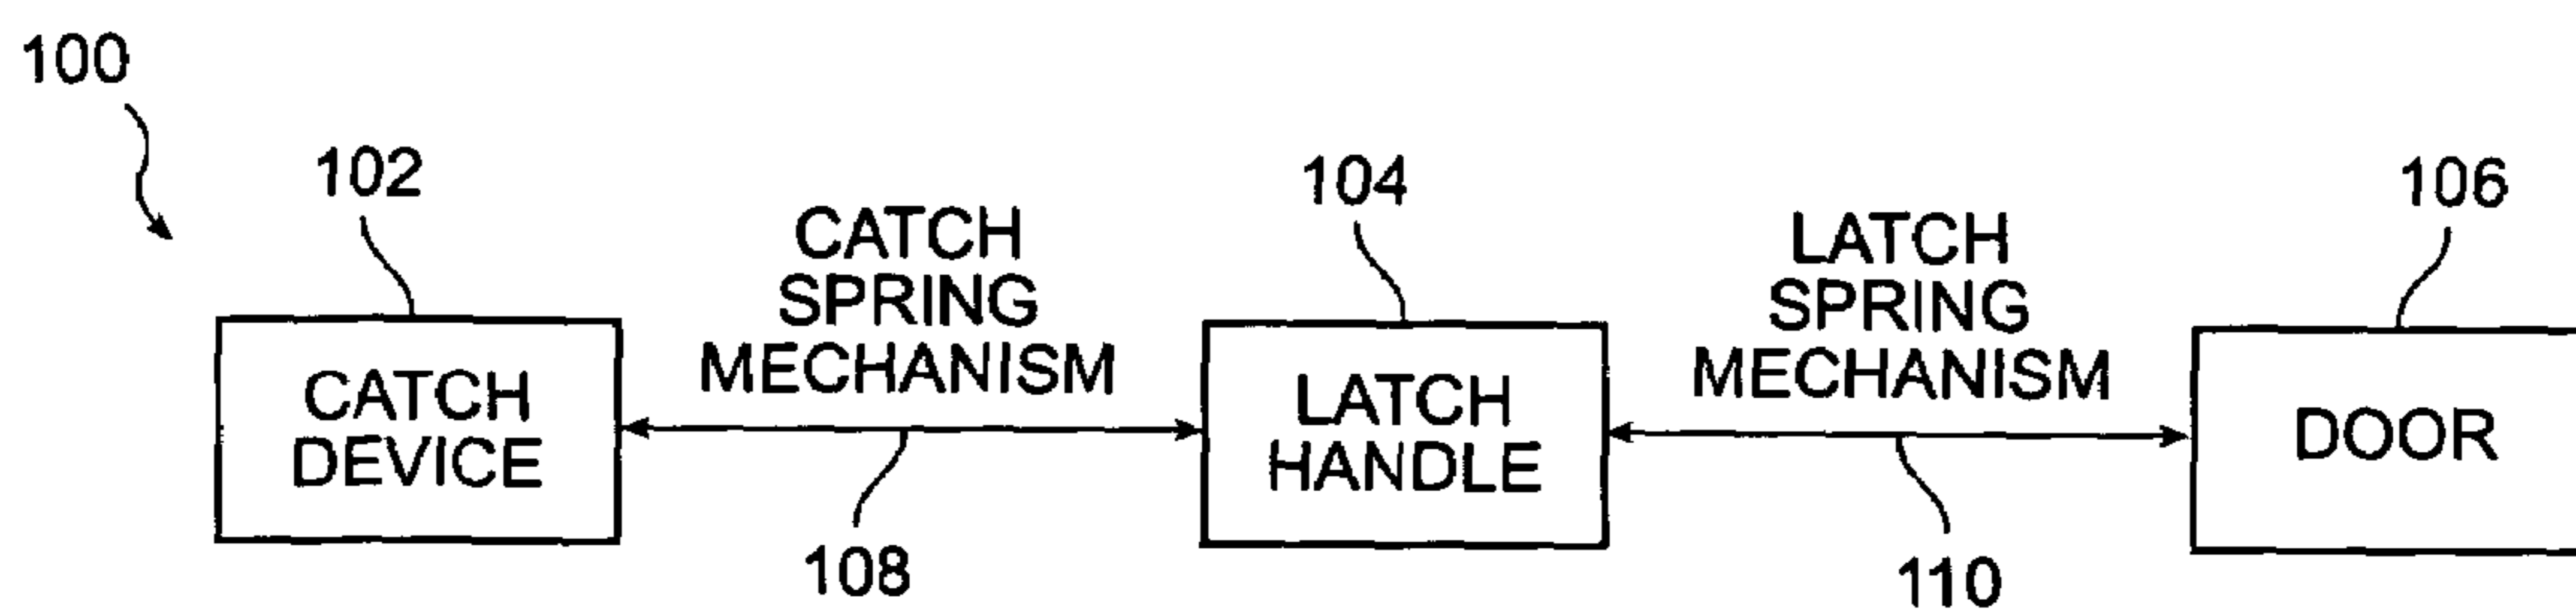 100
102
CATCH
SPRING
MECHANISM
104
LATCH
SPRING
MECHANISM
106
CATCH
DEVICE
LATCH
HANDLE
DOOR
108
110